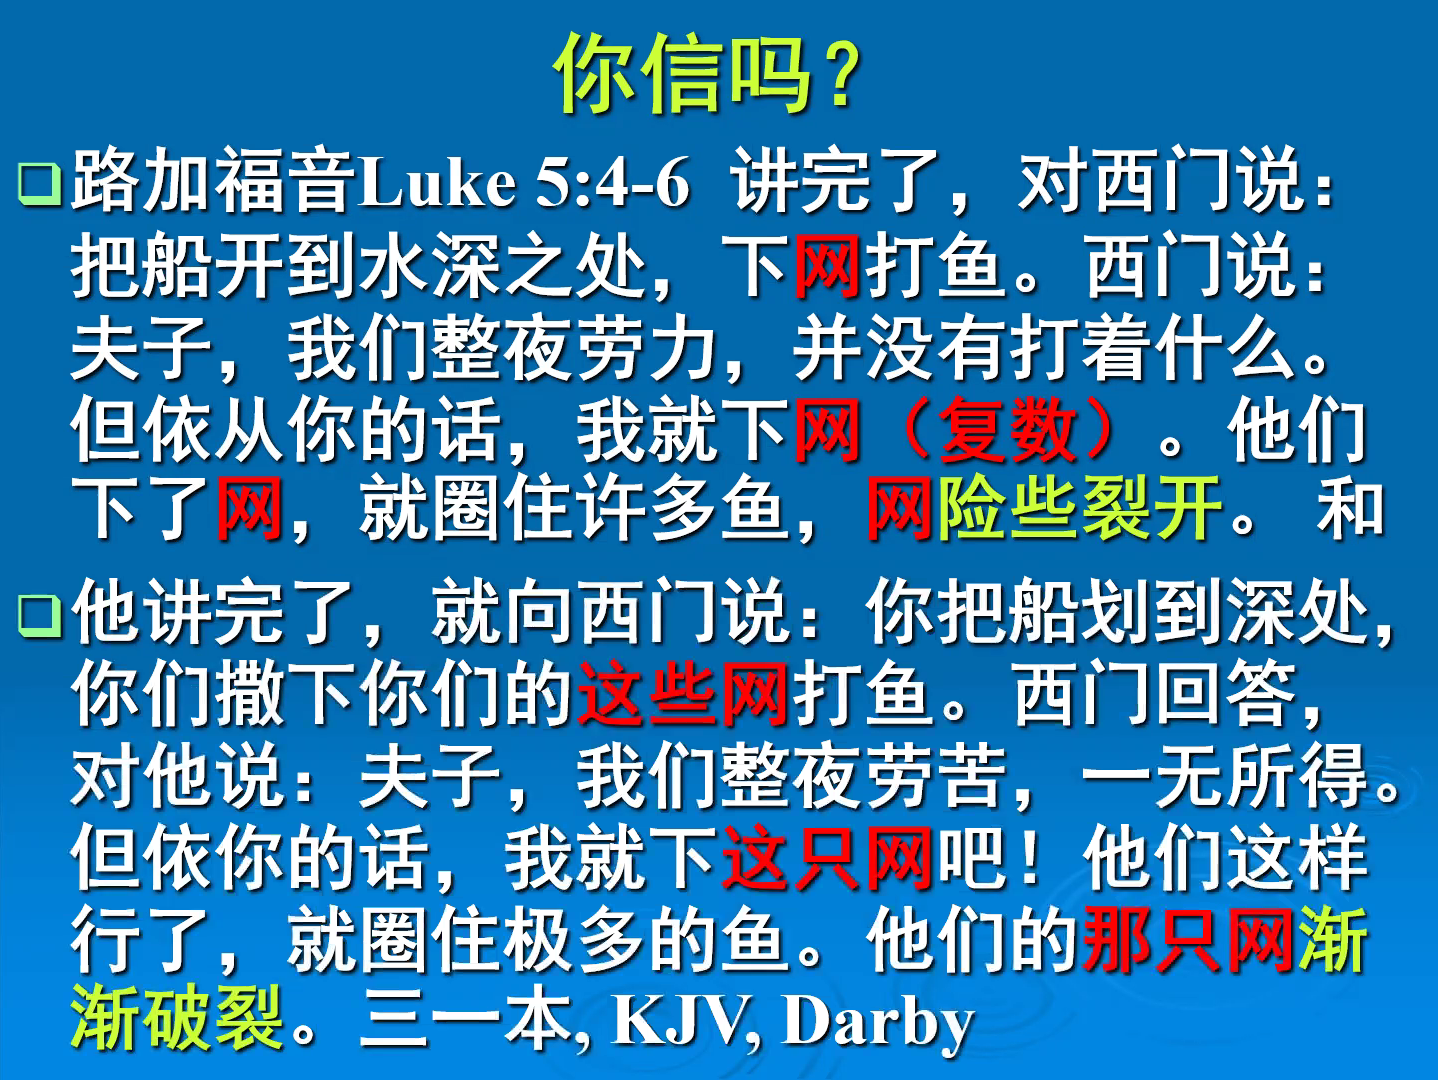 你信吗？
路加福音Luke 5:4-6 讲完了，对西门说：
把船开到水深之处，下网打鱼。西门说：
夫子，我们整夜劳力，并没有打着什么。
但依从你的话，我就下网（复数）。他们
下了网，就圈住许多鱼，网险些裂开。 和
他讲完了，就向西门说：你把船划到深处，
你们撒下你们的这些网打鱼。西门回答，
对他说：夫子，我们整夜劳苦，一无所得。
但依你的话，我就下这只网吧！他们这样
行了，就圈住极多的鱼。他们的那只网渐
渐破裂。三一本, KJV, Darby